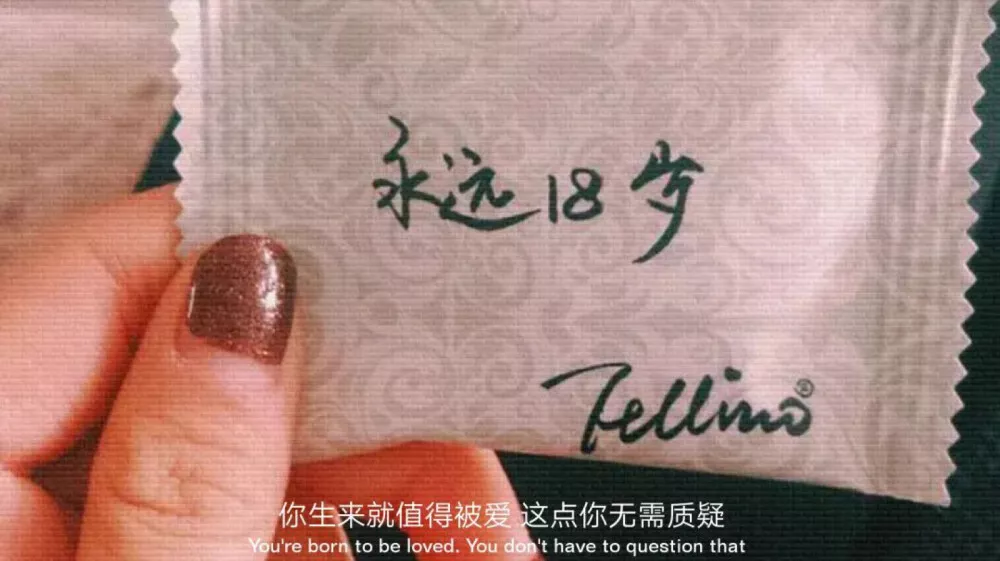 永远18岁
Fellino®
你生来就值得被爱 这点你无需质疑
You're born to be loved. You don't have to question that